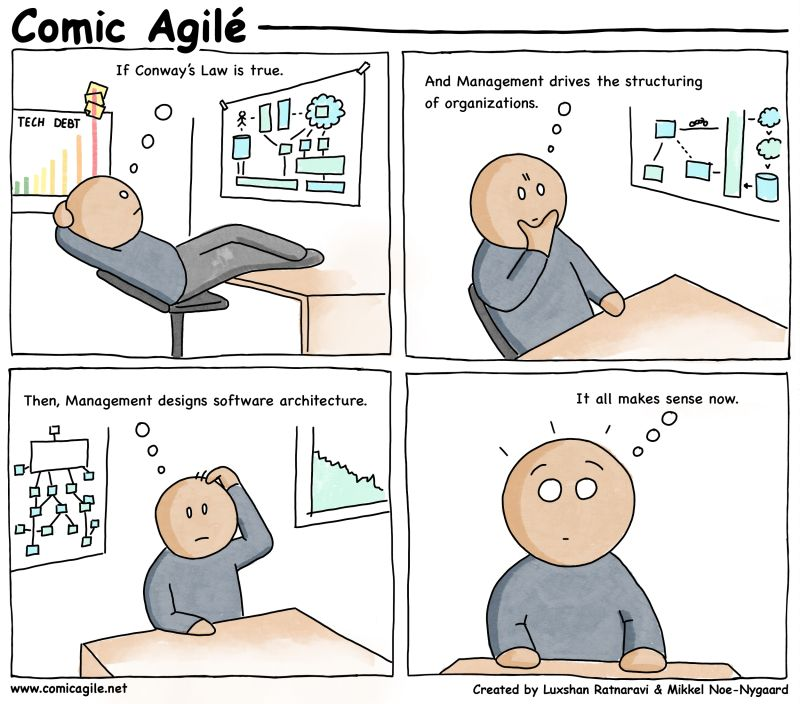 Comic Agilé
If Conway's Law is true.
TECH DEBT
And Management drives the structuring
of organizations.
Then, Management designs software architecture.
It all makes sense now.
www.comicagile.net
Created by Luxshan Ratnaravi & Mikkel Noe-Nygaard